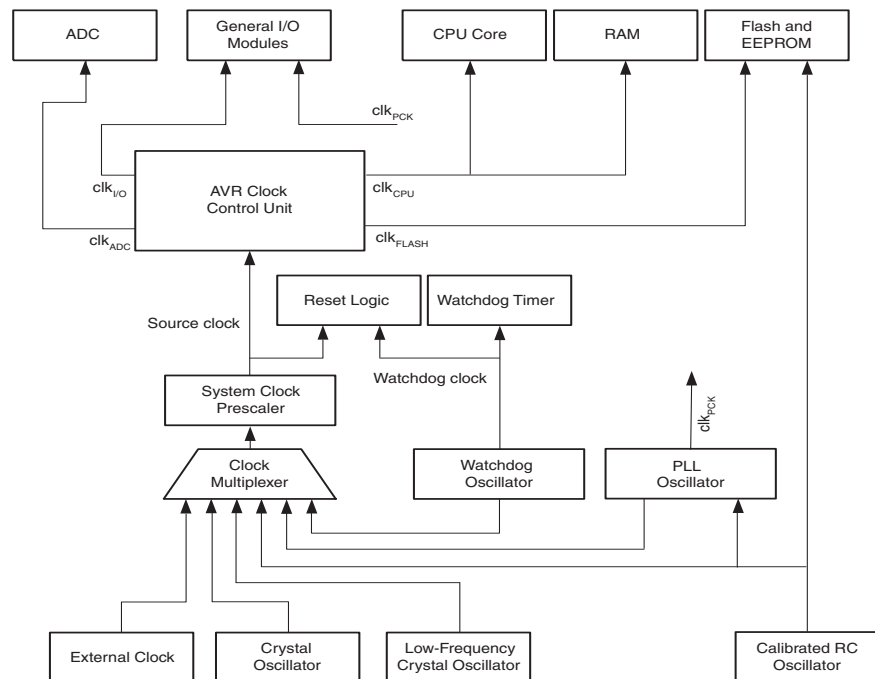 ADC
General I/O
Modules
CPU Core
RAM
Flash and
EEPROM
clkPCK
clkI/O
AVR Clock
Control Unit
clkCPU
clkADC
clkFLASH
Source clock
Reset Logic
Watchdog Timer
Watchdog clock
System Clock
Prescaler
clkPCK
Clock
Multiplexer
Watchdog
Oscillator
PLL
Oscillator
External Clock
Crystal
Oscillator
Low-Frequency
Crystal Oscillator
Calibrated RC
Oscillator